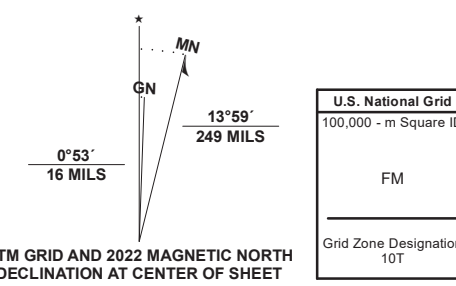 ★
MN
GN
13°59´
249 MILS
0°53´
16 MILS
TM GRID AND 2022 MAGNETIC NORTH
DECLINATION AT CENTER OF SHEET
U.S. National Grid
100,000 - m Square ID
FM
Grid Zone Designation
10T